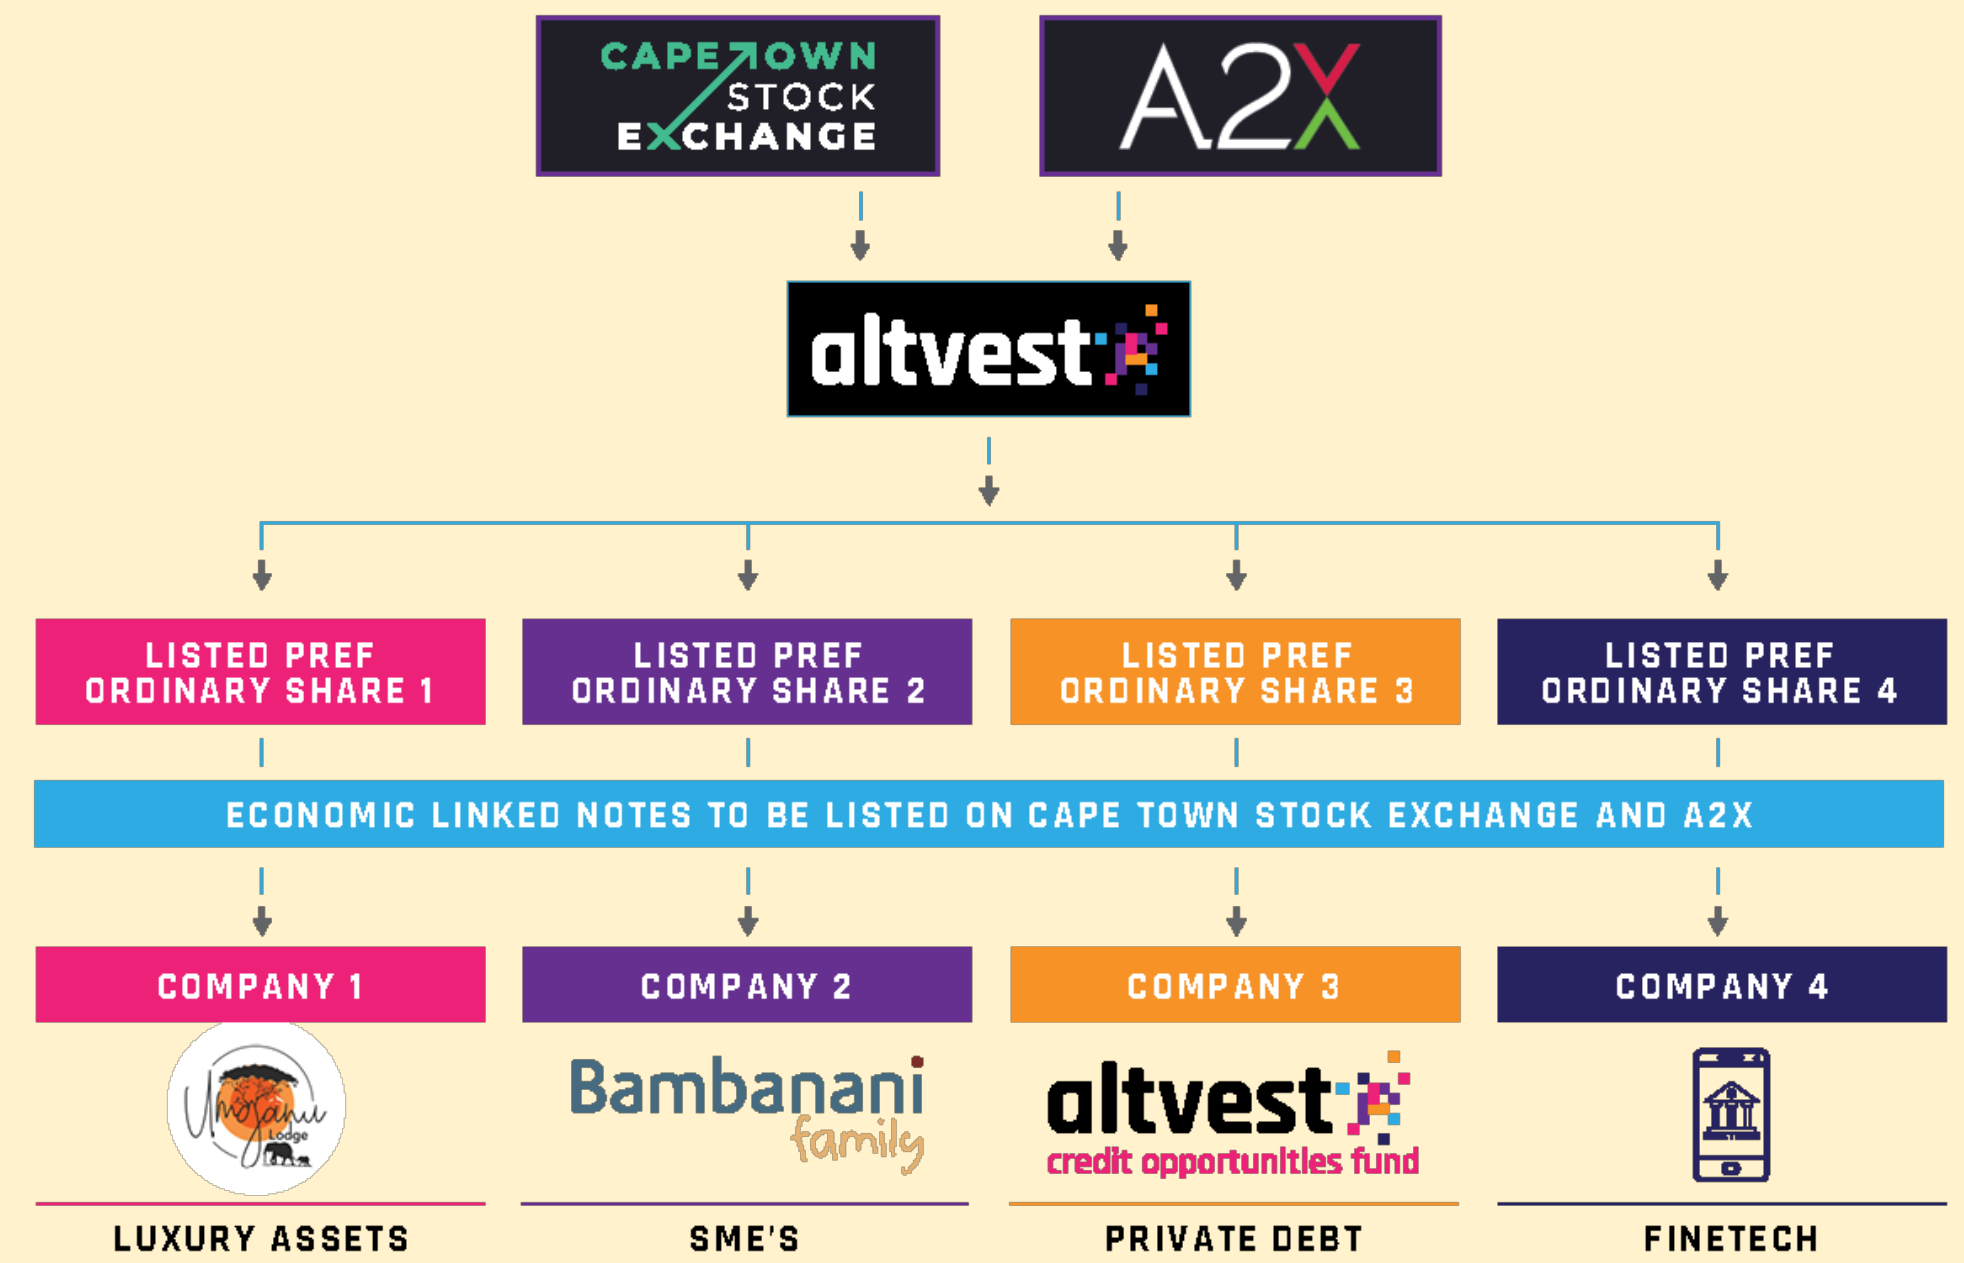 CAPE TOWN
STOCK
EXCHANGE
A2X
altvest
LISTED PREF
ORDINARY SHARE 1
LISTED PREF
ORDINARY SHARE 2
LISTED PREF
ORDINARY SHARE 3
LISTED PREF
ORDINARY SHARE 4
ECONOMIC LINKED NOTES TO BE LISTED ON CAPE TOWN STOCK EXCHANGE AND A2X
COMPANY 1
COMPANY 2
COMPANY 3
COMPANY 4
Umganu
Lodge
Bambanani
family
altvest
credit opportunities fund
LUXURY ASSETS
SME'S
PRIVATE DEBT
FINETECH